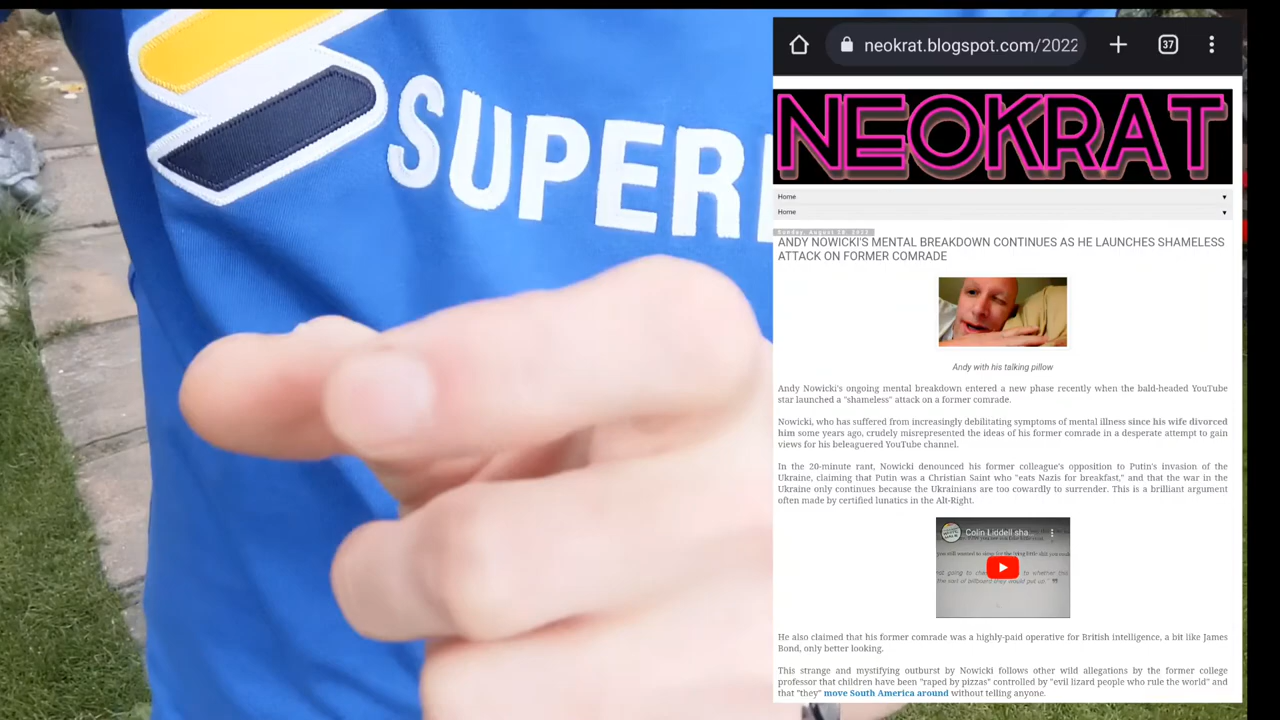 SUPER
neokrat.blogspot.com/2022
37
NEOKRAT
Home
Home
Sunday, August 28, 2022
ANDY NOWICKI'S MENTAL BREAKDOWN CONTINUES AS HE LAUNCHES SHAMELESS
ATTACK ON FORMER COMRADE
Andy with his talking pillow
Andy Nowicki's ongoing mental breakdown entered a new phase recently when the bald-headed YouTube
star launched a "shameless" attack on a former comrade.
Nowicki, who has suffered from increasingly debilitating symptoms of mental illness since his wife divorced
him some years ago, crudely misrepresented the ideas of his former comrade in a desperate attempt to gain
views for his beleaguered YouTube channel.
In the 20-minute rant, Nowicki denounced his former colleague's opposition to Putin's invasion of the
Ukraine, claiming that Putin was a Christian Saint who "eats Nazis for breakfast," and that the war in the
Ukraine only continues because the Ukrainians are too cowardly to surrender. This is a brilliant argument
often made by certified lunatics in the Alt-Right.
Colin Liddell sha...
He also claimed that his former comrade was a highly-paid operative for British intelligence, a bit like James
Bond, only better looking.
This strange and mystifying outburst by Nowicki follows other wild allegations by the former college
professor that children have been "raped by pizzas" controlled by "evil lizard people who rule the world" and
that "they" move South America around without telling anyone.